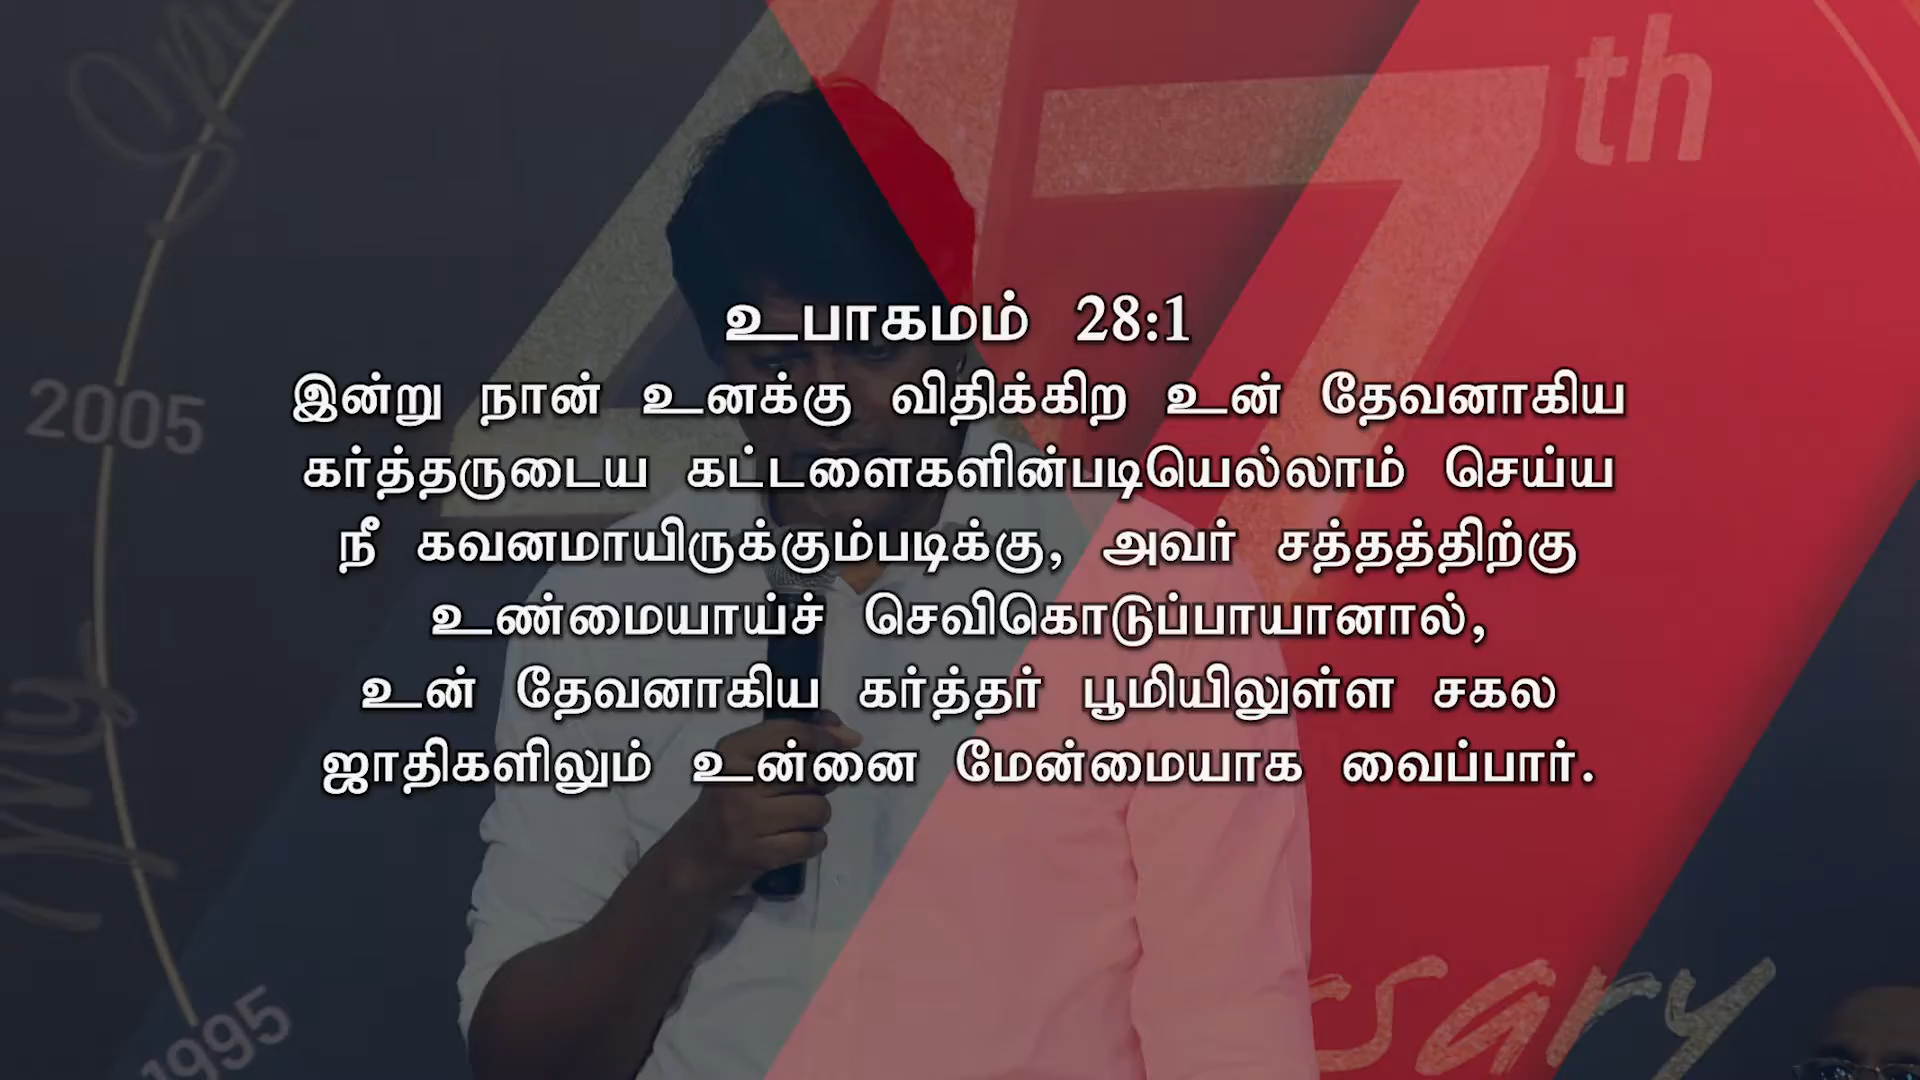 th
உபாகமம் 28:1
இன்று நான் உனக்கு விதிக்கிற உன் தேவனாகிய
2005
கர்த்தருடைய கட்டளைகளின்படியெல்லாம் செய்ய
நீ கவனமாயிருக்கும்படிக்கு, அவர் சத்தத்திற்கு
உண்மையாய்ச் செவிகொடுப்பாயானால்,
உன் தேவனாகிய கர்த்தர் பூமியிலுள்ள சகல
ஜாதிகளிலும் உன்னை மேன்மையாக வைப்பார்.
1995